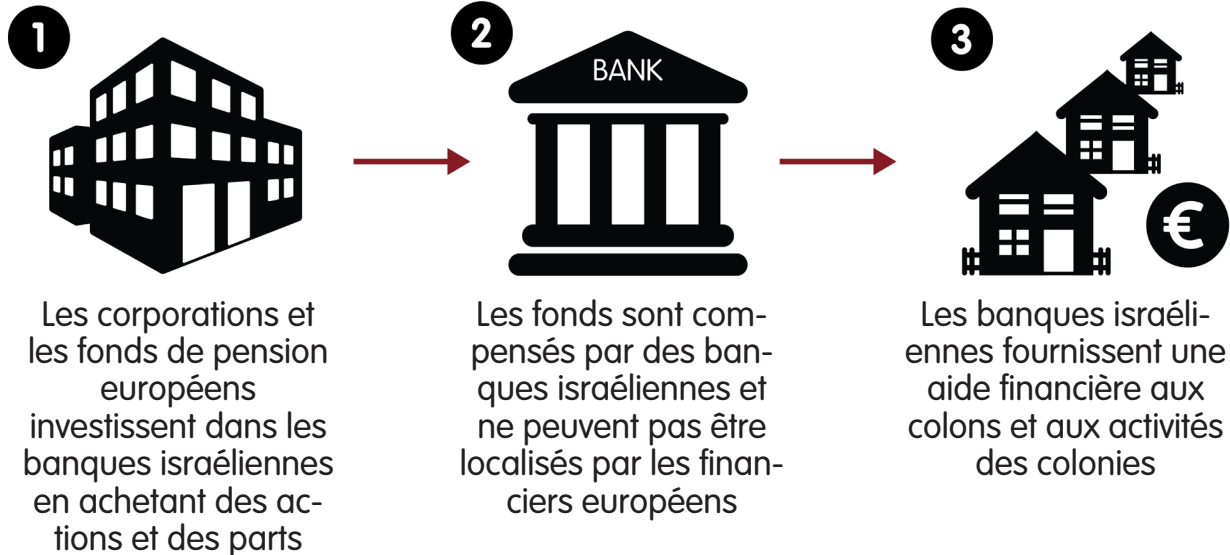 1
Les corporations et
les fonds de pension
européens
investissent dans les
banques israéliennes
en achetant des ac-
tions et des parts
2
BANK
Les fonds sont com-
pensés par des ban-
ques israéliennes et
ne peuvent pas être
localisés par les finan-
ciers européens
3
€
Les banques israéli-
ennes fournissent une
aide financière aux
colons et aux activités
des colonies